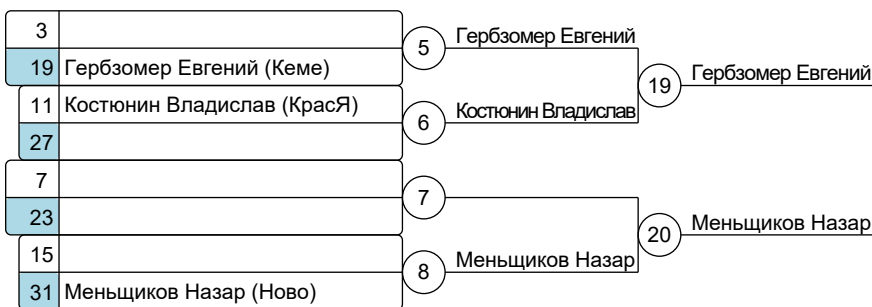 3
19 Гербзомер Евгений (Кеме)
5
Гербзомер Евгений
11 Костюнин Владислав (КрасЯ)
27
6
Костюнин Владислав
19
Гербзомер Евгений
7
23
7
15
31 Меньщиков Назар (Ново)
8
Меньщиков Назар
20
Меньщиков Назар